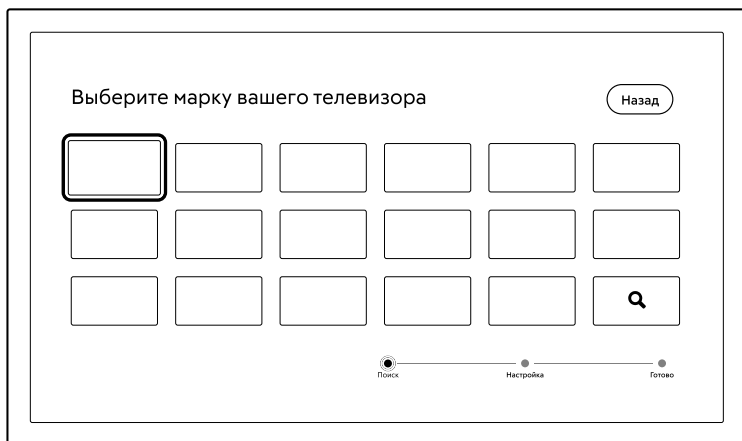 Выберите марку вашего телевизора
Назад
Поиск
Настройка
Готово